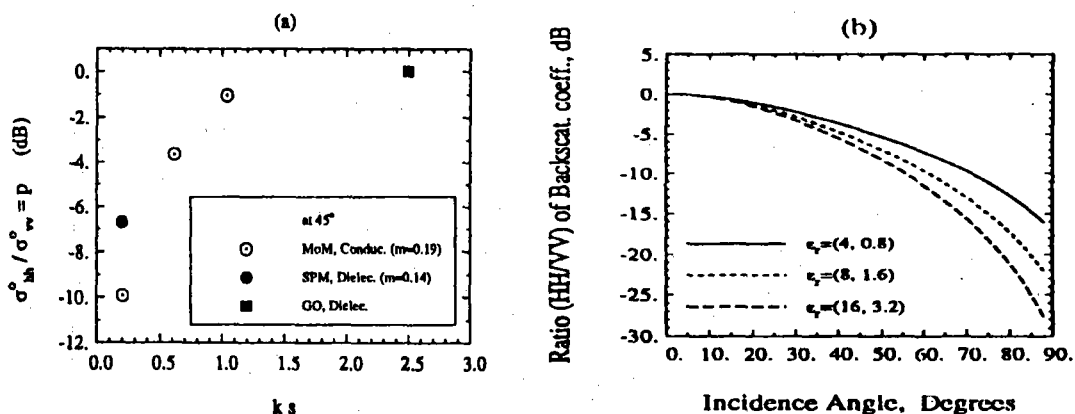 (a)
σ°hh / σ°vv = p (dB)
0.
-2.
-4.
-6.
-8.
-10.
-12.
at 45°
MoM, Conduc. (m=0.19)
SPM, Dielec. (m=0.14)
GO, Dielec.
0.0 0.5 1.0 1.5 2.0 2.5 3.0
k s
(b)
Ratio (HH/VV) of Backscat. coeff., dB
5.
0.
-5.
-10.
-15.
-20.
-25.
-30.
εr=(4, 0.8)
εr=(8, 1.6)
εr=(16, 3.2)
0. 10. 20. 30. 40. 50. 60. 70. 80. 90.
Incidence Angle, Degrees